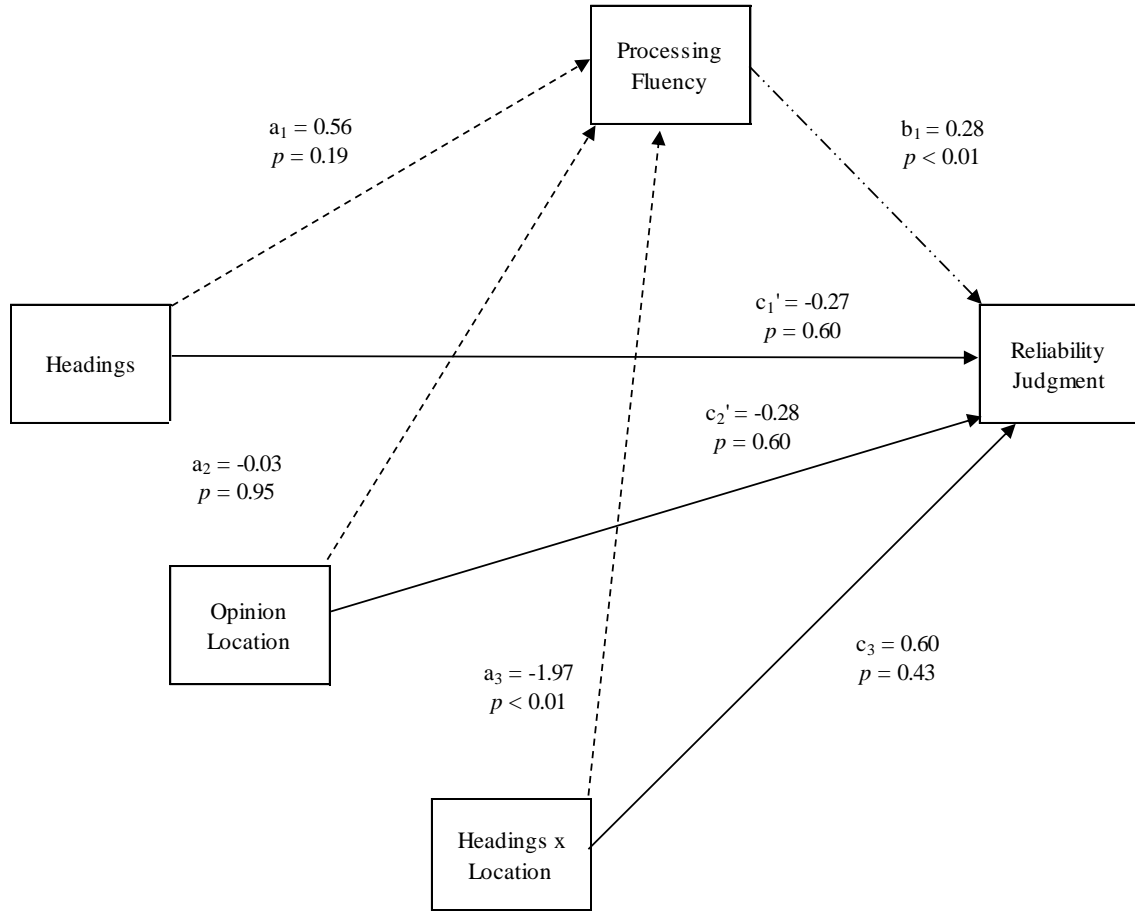 Processing
Fluency
a₁ = 0.56
p = 0.19
b₁ = 0.28
p < 0.01
c₁' = -0.27
p = 0.60
Headings
Reliability
Judgment
c₂' = -0.28
p = 0.60
a₂ = -0.03
p = 0.95
Opinion
Location
c₃ = 0.60
p = 0.43
a₃ = -1.97
p < 0.01
Headings x
Location